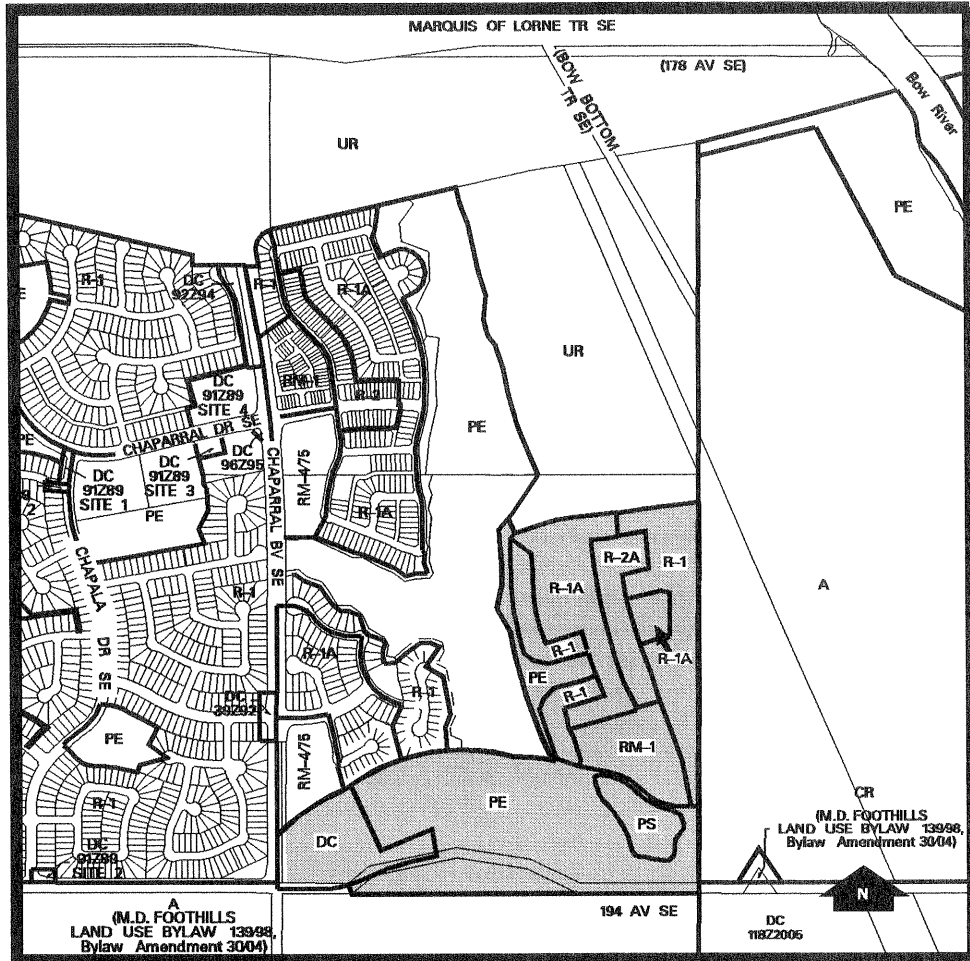 MARQUIS OF LORNE TR SE
(178 AV SE)
(BOW BOTTOM
TR SE)
Bow River
UR
PE
R-1
DC
92Z94
R-1
R-1A
UR
DC
91Z89
SITE 4
RM-1
R-2
PE
CHAPARRAL DR SE
PE
DC
96Z95
DC
91Z89
SITE 1
DC
91Z89
SITE 3
PE
CHAPARRAL BV SE
RM-4/75
R-1A
2
CHAPALA DR SE
R-1
R-2A
R-1
R-1A
A
R-1A
R-1
PE
R-1
R-1A
R-1
DC
39Z92
PE
RM-4/75
RM-1
R-1
PE
PS
DC
CR
(M.D. FOOTHILLS
LAND USE BYLAW 139/98,
Bylaw Amendment 30/04)
DC
91Z89
SITE 2
N
194 AV SE
A
(M.D. FOOTHILLS
LAND USE BYLAW 139/98,
Bylaw Amendment 30/04)
DC
118Z2005